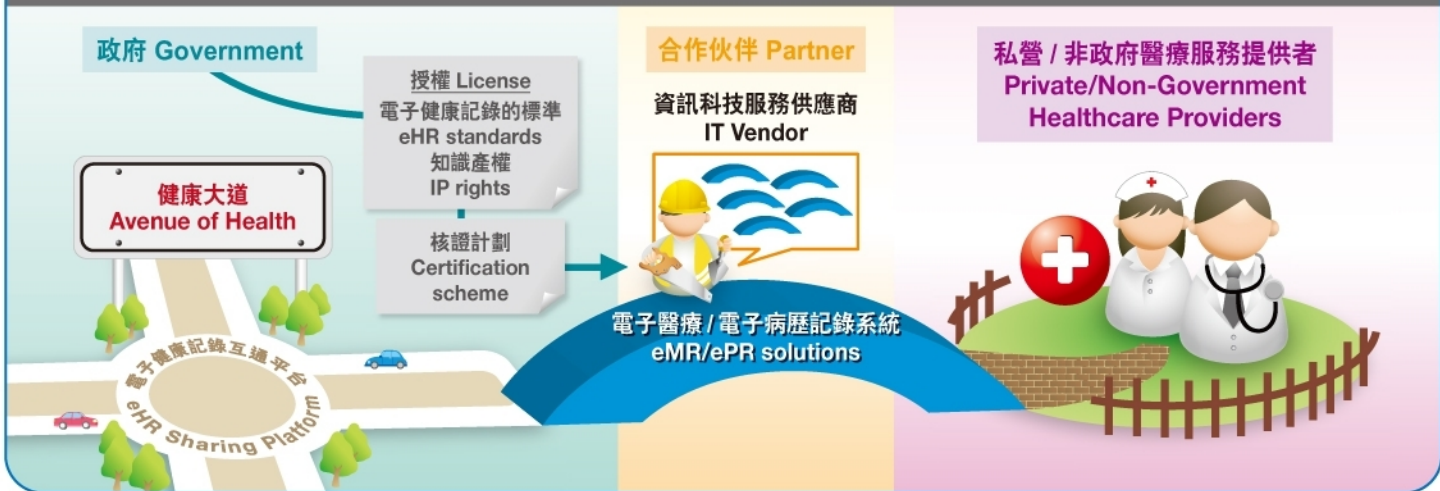 政府 Government
授權 License
電子健康記錄的標準
eHR standards
知識產權
IP rights
核證計劃
Certification
scheme
健康大道
Avenue of Health
電子健康記錄互通平台
eHR Sharing Platform
合作伙伴 Partner
資訊科技服務供應商
IT Vendor
電子醫療 / 電子病歷記錄系統
eMR/ePR solutions
私營 / 非政府醫療服務提供者
Private/Non-Government
Healthcare Providers